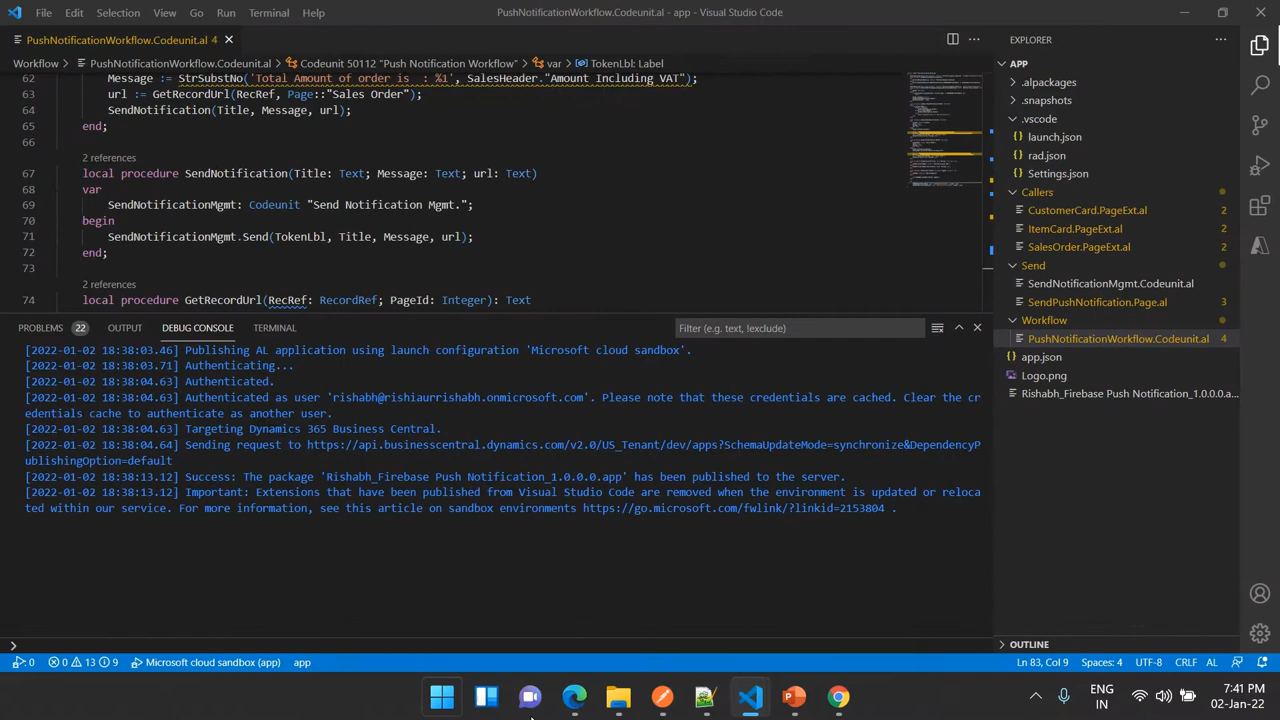 File Edit Selection View Go Run Terminal Help
PushNotificationWorkflow.Codeunit.al - app - Visual Studio Code
PushNotificationWorkflow.Codeunit.al 4
Workflow > PushNotificationWorkflow.Codeunit.al > Codeunit 50112 "Push Notification Workflow" > var > TokenLbl: Label
62 Message := StrSubstNo('Total Amount of order is : %1', SalesHeader."Amount Including VAT");
63 url := GetRecordUrl(RecRef, Page::"Sales Order");
64 SendNotification(Title, Message, url);
65 end;
66
2 references
67 local procedure SendNotification(Title: Text; Message: Text; url: Text)
68 var
69 SendNotificationMgmt: Codeunit "Send Notification Mgmt.";
70 begin
71 SendNotificationMgmt.Send(TokenLbl, Title, Message, url);
72 end;
73
2 references
74 local procedure GetRecordUrl(RecRef: RecordRef; PageId: Integer): Text
PROBLEMS 22 OUTPUT DEBUG CONSOLE TERMINAL
Filter (e.g. text, !exclude)
[2022-01-02 18:38:03.46] Publishing AL application using launch configuration 'Microsoft cloud sandbox'.
[2022-01-02 18:38:03.71] Authenticating...
[2022-01-02 18:38:04.63] Authenticated.
[2022-01-02 18:38:04.63] Authenticated as user 'rishabh@rishiaurrishabh.onmicrosoft.com'. Please note that these credentials are cached. Clear the cr
edentials cache to authenticate as another user.
[2022-01-02 18:38:04.63] Targeting Dynamics 365 Business Central.
[2022-01-02 18:38:04.64] Sending request to https://api.businesscentral.dynamics.com/v2.0/US_Tenant/dev/apps?SchemaUpdateMode=synchronize&DependencyP
ublishingOption=default
[2022-01-02 18:38:13.12] Success: The package 'Rishabh_Firebase Push Notification_1.0.0.0.app' has been published to the server.
[2022-01-02 18:38:13.12] Important: Extensions that have been published from Visual Studio Code are removed when the environment is updated or reloca
ted within our service. For more information, see this article on sandbox environments https://go.microsoft.com/fwlink/?linkid=2153804 .
EXPLORER
APP
.alpackages
.snapshots
.vscode
launch.json
rad.json
Settings.json
Callers
CustomerCard.PageExt.al 2
ItemCard.PageExt.al 2
SalesOrder.PageExt.al 2
Send
SendNotificationMgmt.Codeunit.al
SendPushNotification.Page.al 3
Workflow
PushNotificationWorkflow.Codeunit.al 4
app.json
Logo.png
Rishabh_Firebase Push Notification_1.0.0.0.a...
OUTLINE
0 0 13 9 Microsoft cloud sandbox (app) app
Ln 83, Col 9 Spaces: 4 UTF-8 CRLF AL
ENG
IN
7:41 PM
02-Jan-22